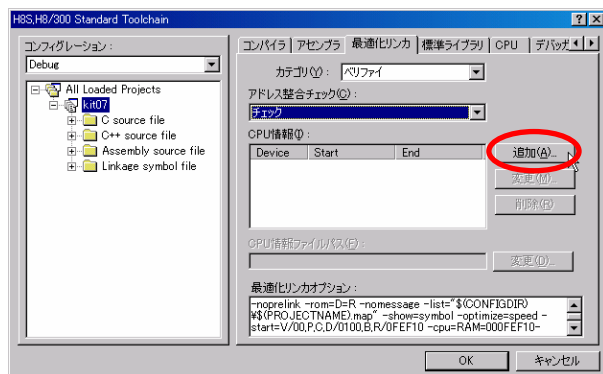 H8S,H8/300 Standard Toolchain
コンフィグレーション :
Debug
All Loaded Projects
kit07
C source file
C++ source file
Assembly source file
Linkage symbol file
コンパイラ アセンブラ 最適化リンカ 標準ライブラリ CPU デバッガ
カテゴリ(Y) : ベリファイ
アドレス整合チェック(C) :
チェック
CPU情報(I) :
Device Start End
追加(A)...
変更(M)...
削除(R)
CPU情報ファイルパス(F) :
変更(D)...
最適化リンカオプション :
-noprelink -rom=D=R -nomessage -list="$(CONFIGDIR)
¥$(PROJECTNAME).map" -show=symbol -optimize=speed -
start=V/00,P,C,D/0100,B,R/0FEF10 -cpu=RAM=000FEF10-
OK キャンセル